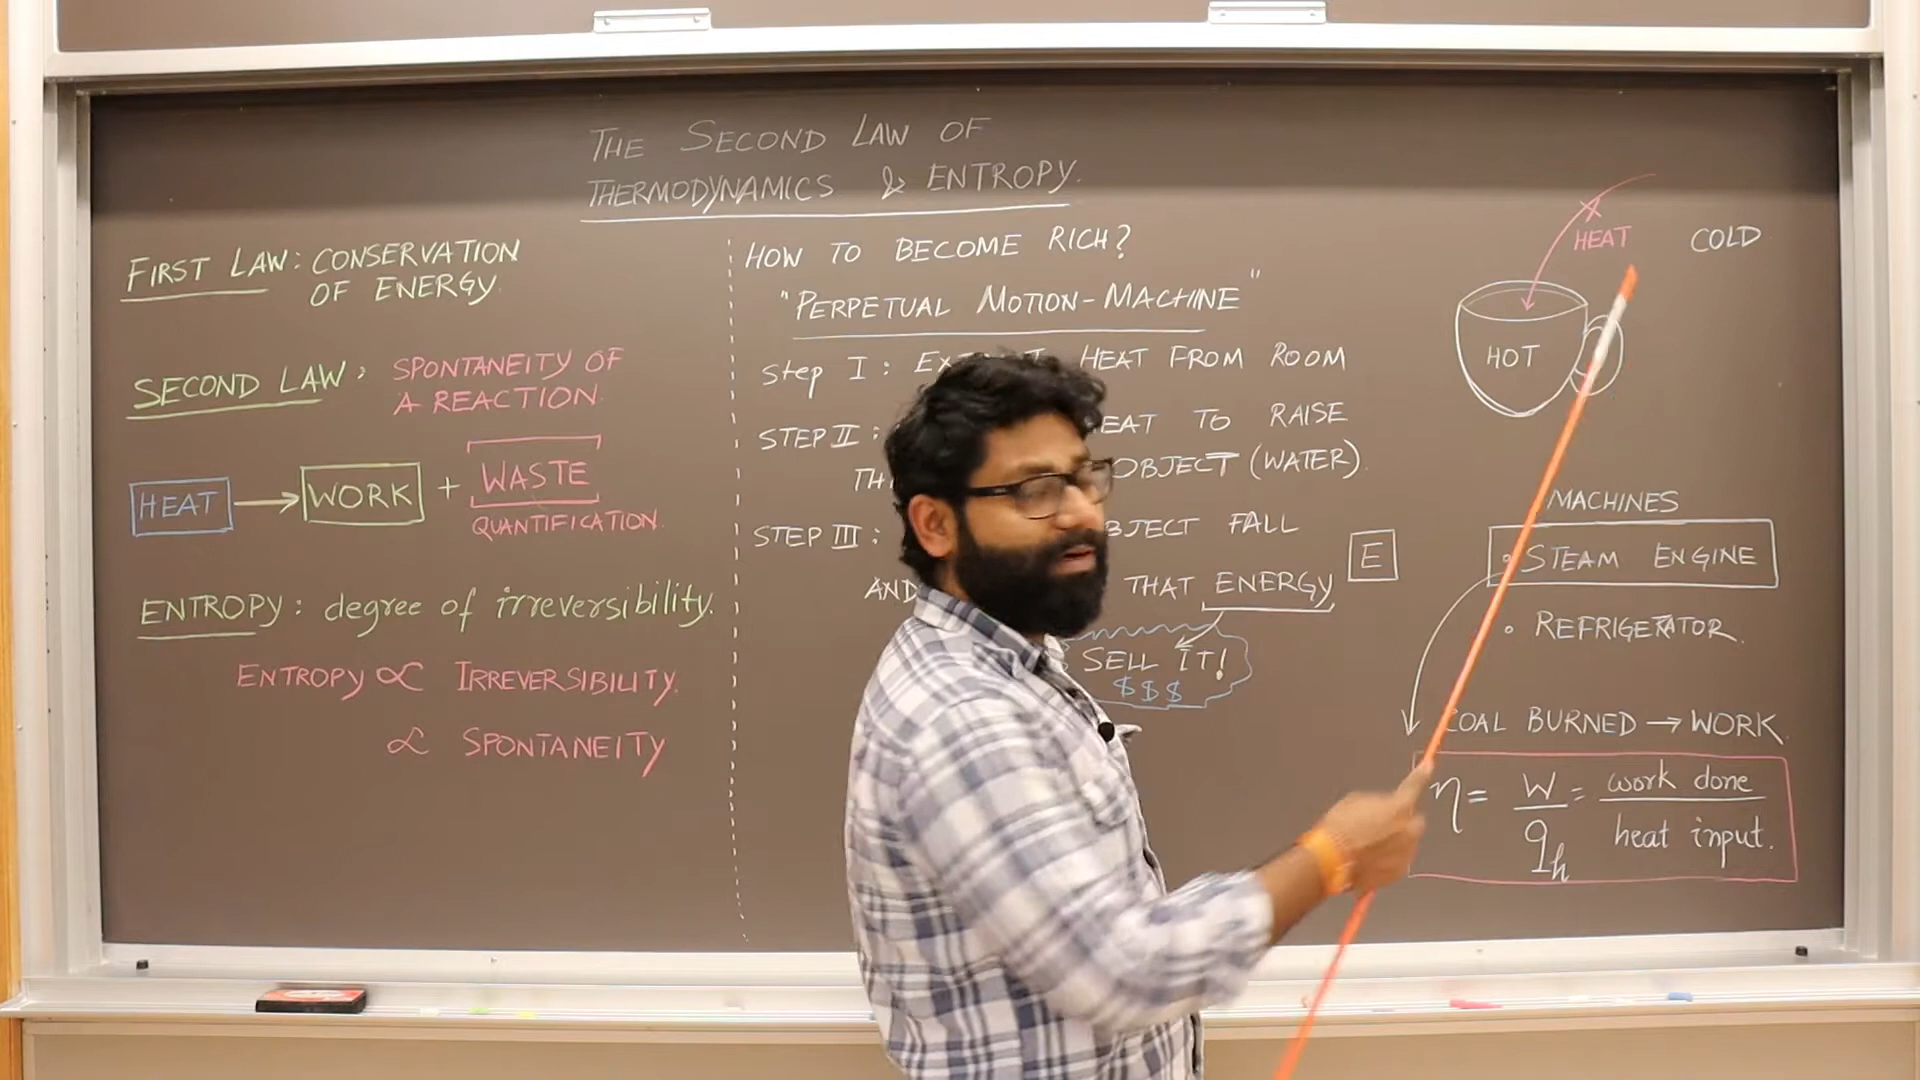 THE SECOND LAW OF
THERMODYNAMICS & ENTROPY.
FIRST LAW: CONSERVATION
OF ENERGY.
SECOND LAW: SPONTANEITY OF
A REACTION.
HEAT → WORK + WASTE
QUANTIFICATION.
ENTROPY: degree of irreversibility.
ENTROPY ∝ IRREVERSIBILITY.
∝ SPONTANEITY
HOW TO BECOME RICH?
"PERPETUAL MOTION-MACHINE"
Step I: HEAT FROM ROOM
STEP II: TO RAISE
OBJECT (WATER).
STEP III: FALL
AND THAT ENERGY E
SELL IT!
$$$
HEAT COLD
HOT
MACHINES
• STEAM ENGINE
• REFRIGERATOR.
COAL BURNED → WORK.
η = W/qh = work done/heat input.